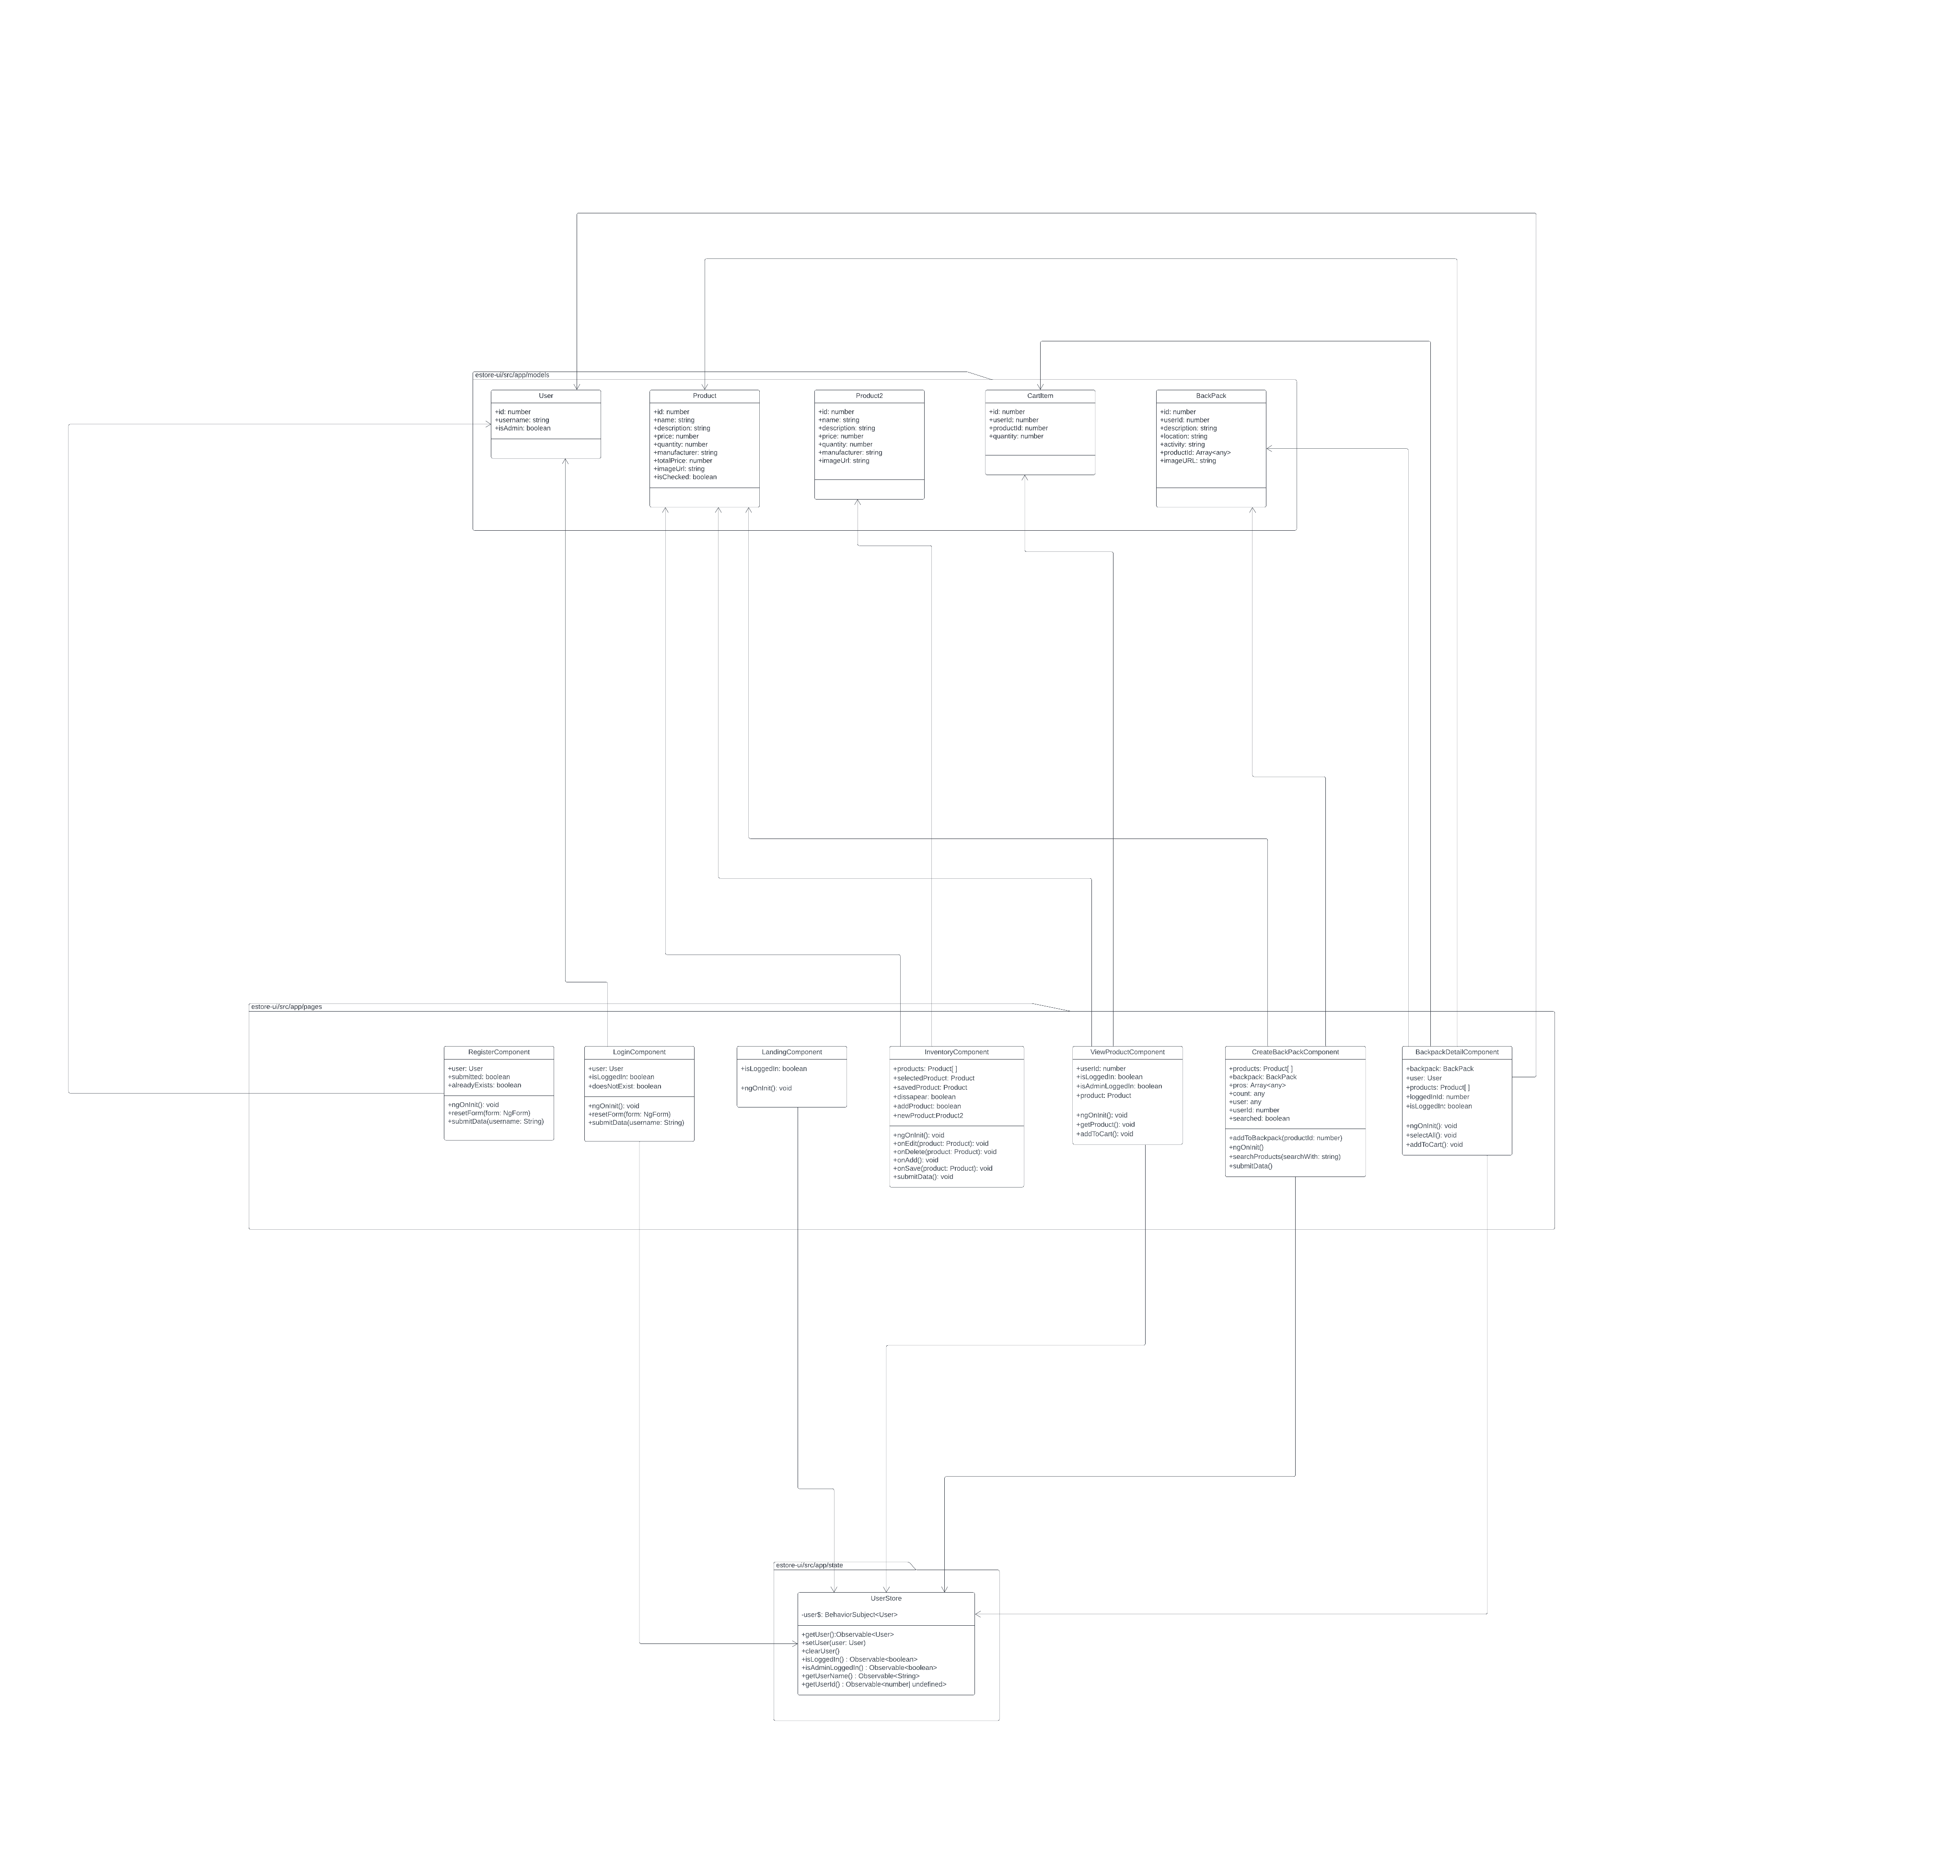 estore-ui/src/app/models
User
+id: number
+username: string
+isAdmin: boolean
Product
+id: number
+name: string
+description: string
+price: number
+quantity: number
+manufacturer: string
+totalPrice: number
+imageUrl: string
+isChecked: boolean
Product2
+id: number
+name: string
+description: string
+price: number
+quantity: number
+manufacturer: string
+imageUrl: string
CartItem
+id: number
+userId: number
+productId: number
+quantity: number
BackPack
+id: number
+userId: number
+description: string
+location: string
+activity: string
+productId: Array<any>
+imageURL: string
estore-ui/src/app/pages
RegisterComponent
+user: User
+submitted: boolean
+alreadyExists: boolean
+ngOnInit(): void
+resetForm(form: NgForm)
+submitData(username: String)
LoginComponent
+user: User
+isLoggedIn: boolean
+doesNotExist: boolean
+ngOnInit(): void
+resetForm(form: NgForm)
+submitData(username: String)
LandingComponent
+isLoggedIn: boolean
+ngOnInit(): void
InventoryComponent
+products: Product[ ]
+selectedProduct: Product
+savedProduct: Product
+dissapear: boolean
+addProduct: boolean
+newProduct:Product2
+ngOnInit(): void
+onEdit(product: Product): void
+onDelete(product: Product): void
+onAdd(): void
+onSave(product: Product): void
+submitData(): void
ViewProductComponent
+userId: number
+isLoggedIn: boolean
+isAdminLoggedIn: boolean
+product: Product
+ngOnInit(): void
+getProduct(): void
+addToCart(): void
CreateBackPackComponent
+products: Product[ ]
+backpack: BackPack
+pros: Array<any>
+count: any
+user: any
+userId: number
+searched: boolean
+addToBackpack(productId: number)
+ngOnInit()
+searchProducts(searchWith: string)
+submitData()
BackpackDetailComponent
+backpack: BackPack
+user: User
+products: Product[ ]
+loggedInId: number
+isLoggedIn: boolean
+ngOnInit(): void
+selectAll(): void
+addToCart(): void
estore-ui/src/app/state
UserStore
-user$: BehaviorSubject<User>
+getUser():Observable<User>
+setUser(user: User)
+clearUser()
+isLoggedIn() : Observable<boolean>
+isAdminLoggedIn() : Observable<boolean>
+getUserName() : Observable<String>
+getUserId() : Observable<number| undefined>